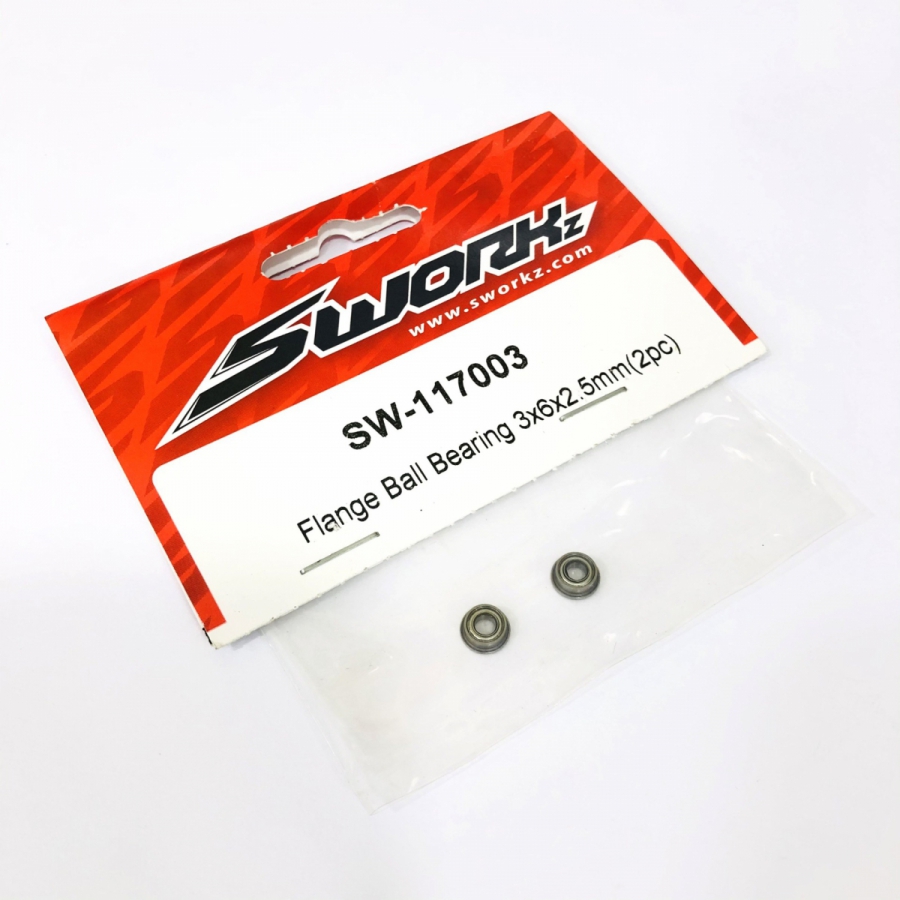 SWORKz
www.sworkz.com
SW-117003
Flange Ball Bearing 3x6x2.5mm(2pc)